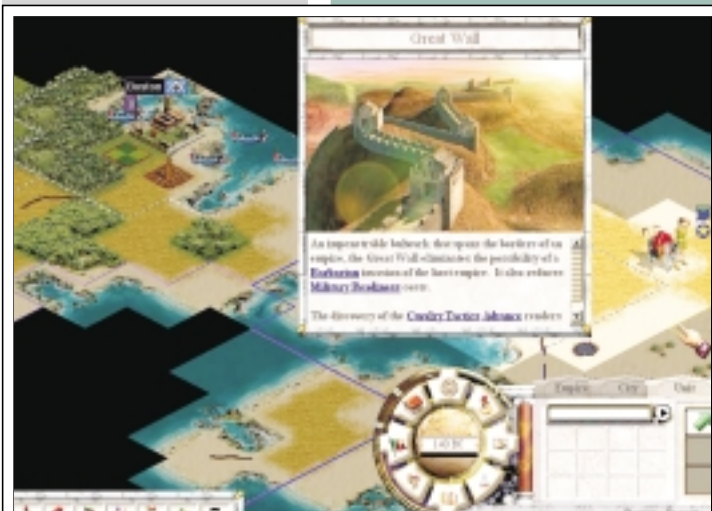 Great Wall
Boston
An impenetrable bulwark that spans the borders of an
empire, the Great Wall eliminates the possibility of a
Barbarian invasion of the host empire. It also reduces
Military Readiness costs.
The discovery of the Cavalry Tactics Advance renders
Empire City Unit